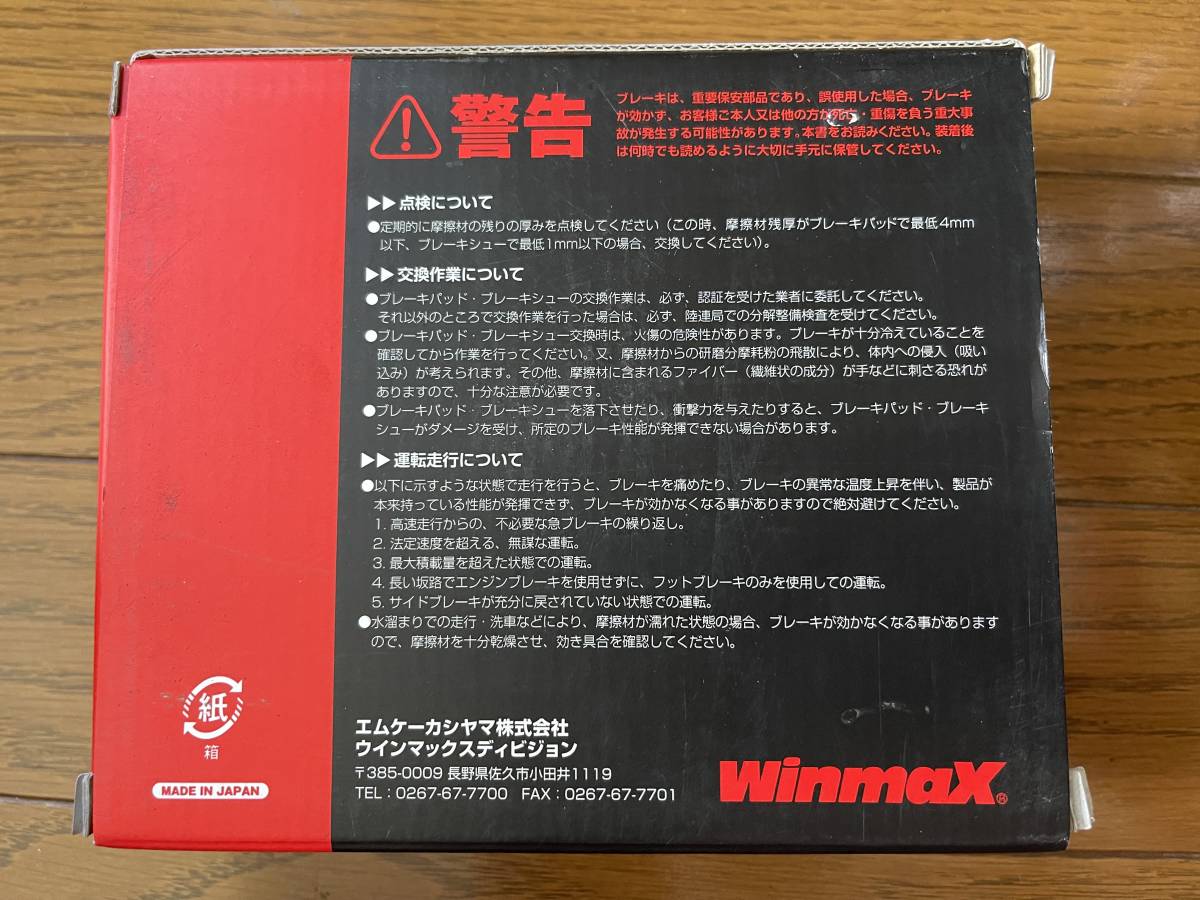 警告
ブレーキは、重要保安部品であり、誤使用した場合、ブレーキ
が効かず、お客様ご本人又は他の方が死亡・重傷を負う重大事
故が発生する可能性があります。本書をお読みください。装着後
は何時でも読めるように大切に手元に保管してください。
▶▶点検について
●定期的に摩擦材の残りの厚みを点検してください（この時、摩擦材残厚がブレーキパッドで最低4mm
以下、ブレーキシューで最低1mm以下の場合、交換してください）。
▶▶交換作業について
●ブレーキパッド・ブレーキシューの交換作業は、必ず、認証を受けた業者に委託してください。
それ以外のところで交換作業を行った場合は、必ず、陸運局での分解整備検査を受けてください。
●ブレーキパッド・ブレーキシュー交換時は、火傷の危険性があります。ブレーキが十分冷えていることを
確認してから作業を行ってください。又、摩擦材からの研磨分摩耗粉の飛散により、体内への侵入（吸い
込み）が考えられます。その他、摩擦材に含まれるファイバー（繊維状の成分）が手などに刺さる恐れが
ありますので、十分な注意が必要です。
●ブレーキパッド・ブレーキシューを落下させたり、衝撃力を与えたりすると、ブレーキパッド・ブレーキ
シューがダメージを受け、所定のブレーキ性能が発揮できない場合があります。
▶▶運転走行について
●以下に示すような状態で走行を行うと、ブレーキを痛めたり、ブレーキの異常な温度上昇を伴い、製品が
本来持っている性能が発揮できず、ブレーキが効かなくなる事がありますので絶対避けてください。
1. 高速走行からの、不必要な急ブレーキの繰り返し。
2. 法定速度を超える、無謀な運転。
3. 最大積載量を超えた状態での運転。
4. 長い坂路でエンジンブレーキを使用せずに、フットブレーキのみを使用しての運転。
5. サイドブレーキが充分に戻されていない状態での運転。
●水溜まりでの走行・洗車などにより、摩擦材が濡れた状態の場合、ブレーキが効かなくなる事があります
ので、摩擦材を十分乾燥させ、効き具合を確認してください。
紙
箱
MADE IN JAPAN
エムケーカシヤマ株式会社
ウインマックスディビジョン
〒385-0009 長野県佐久市小田井1119
TEL：0267-67-7700 FAX：0267-67-7701
Winmax®